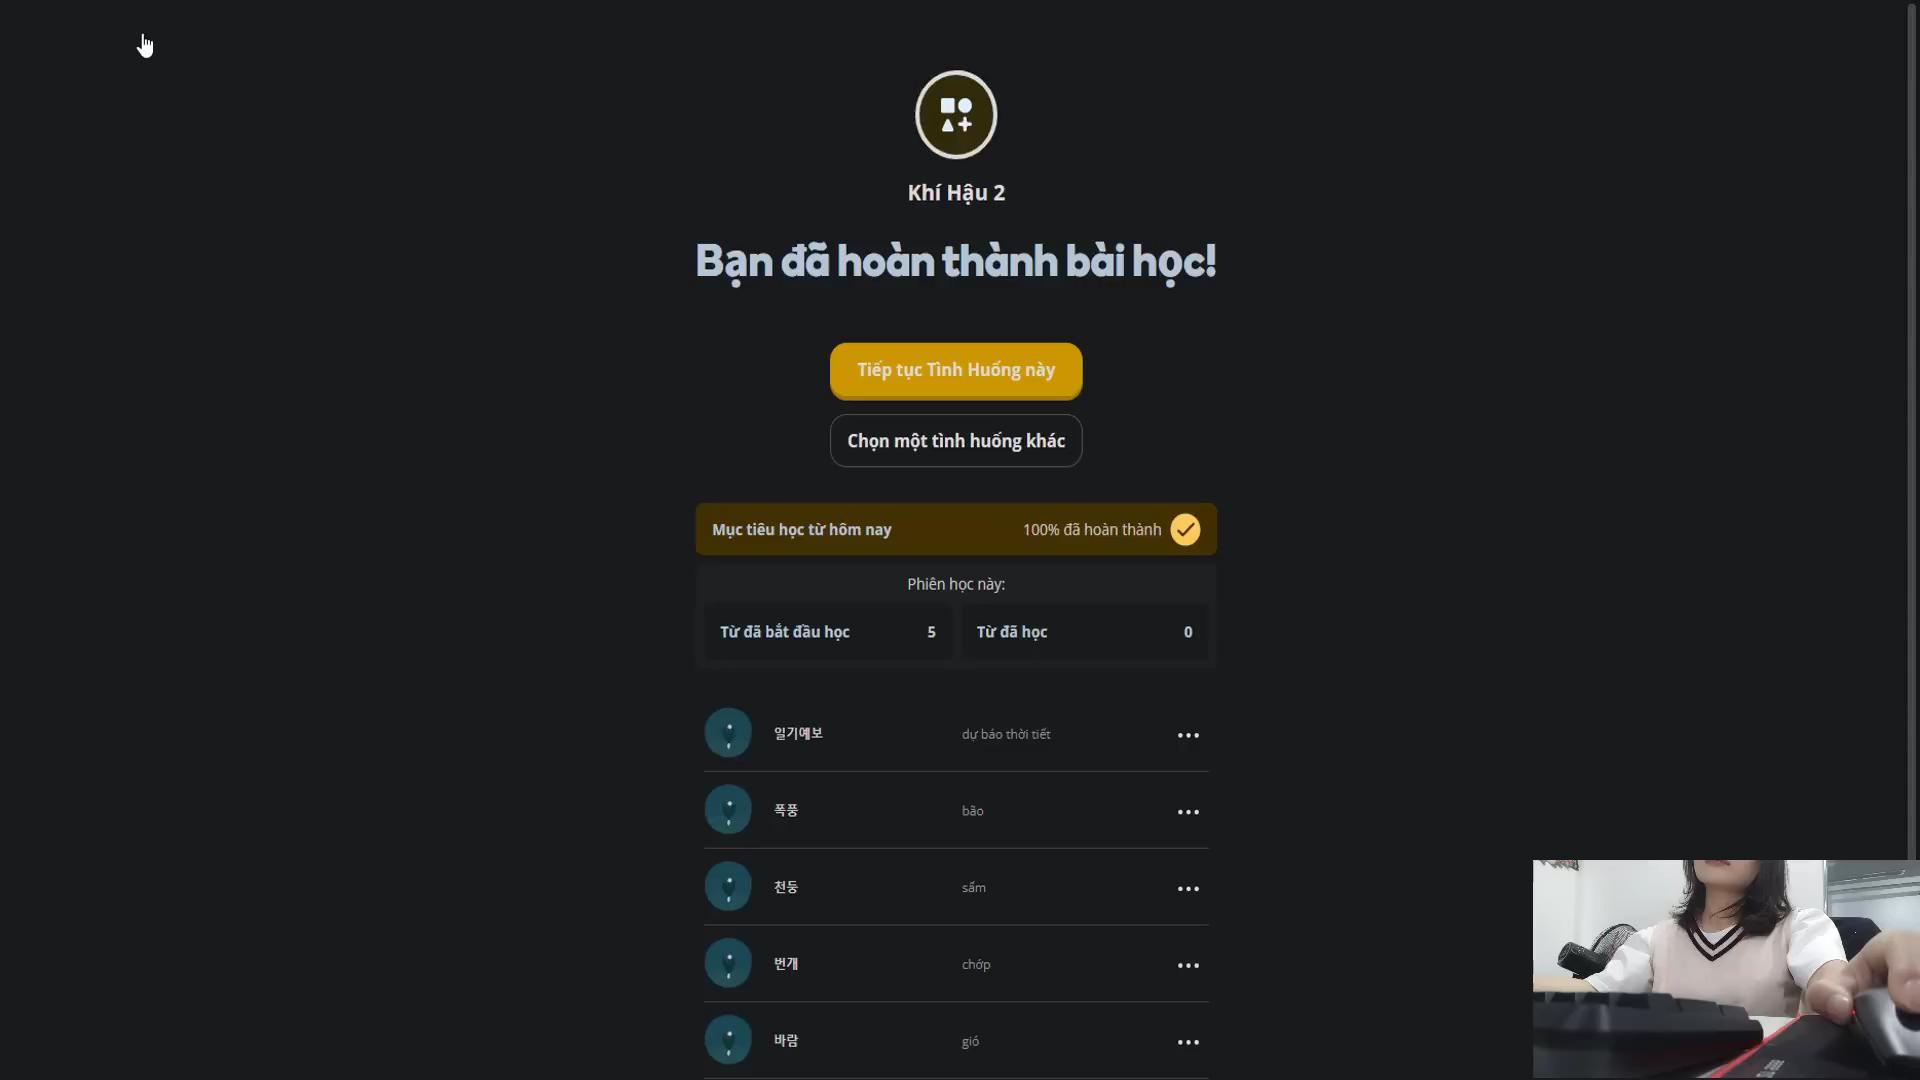 Khí Hậu 2
Bạn đã hoàn thành bài học!
Tiếp tục Tình Huống này
Chọn một tình huống khác
Mục tiêu học từ hôm nay 100% đã hoàn thành
Phiên học này:
Từ đã bắt đầu học 5 Từ đã học 0
일기예보 dự báo thời tiết
폭풍 bão
천둥 sấm
번개 chớp
바람 gió